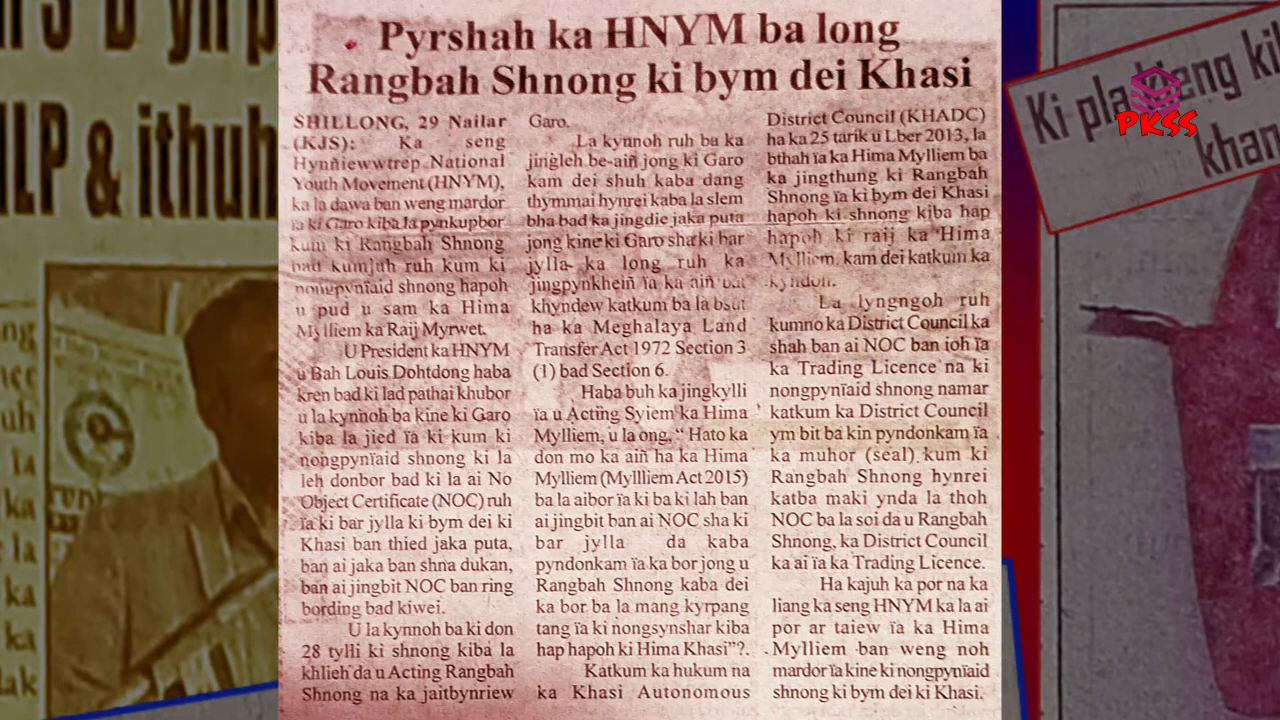 Pyrshah ka HNYM ba long
Rangbah Shnong ki bym dei Khasi
SHILLONG, 29 Nailar
(KJS): Ka seng
Hynñiewtrep National
Youth Movement (HNYM),
ka la dawa ban weng mardor
ïa ki Garo kiba la pynkupbor
kum ki Rangbah Shnong
bad kumjuh ruh kum ki
nongpynïaid shnong hapoh
u pud u sam ka Hima
Mylliem ka Raij Myrwet.
U President ka HNYM
u Bah Louis Dohtdong haba
kren bad ki lad pathai khubor
u la kynnoh ba kine ki Garo
kiba la jied ïa ki kum ki
nongpynïaid shnong ki la
leh donbor bad ki la ai No
Object Certificate (NOC) ruh
ïa ki bar jylla ki bym dei ki
Khasi ban thied jaka puta,
ban ai jaka ban shna dukan,
ban ai jingbit NOC ban ring
bording bad kiwei.
U la kynnoh ba ki don
28 tylli ki shnong kiba la
khlieh da u Acting Rangbah
Shnong na ka jaitbynriew
Garo.
La kynnoh ruh ba ka
jingleh be-aiñ jong ki Garo
kam dei shuh kaba dang
thymmai hynrei kaba la slem
bha bad ka jingdie jaka puta
jong kine ki Garo sha ki bar
jylla ka long ruh ka
jingpynkheiñ ïa ka aiñ bat
khyndew katkum ba la bsut
ha ka Meghalaya Land
Transfer Act 1972 Section 3
(1) bad Section 6.
Haba buh ka jingkylli
ïa u Acting Syiem ka Hima
Mylliem, u la ong, “ Hato ka
don mo ka aiñ ha ka Hima
Mylliem (Myllliem Act 2015)
ba la aibor ïa ki ba ki lah ban
ai jingbit ban ai NOC sha ki
bar jylla da kaba
pyndonkam ïa ka bor jong u
Rangbah Shnong kaba dei
ka bor ba la mang kyrpang
tang ïa ki nongsynshar kiba
hap hapoh ki Hima Khasi”?.
Katkum ka hukum na
ka Khasi Autonomous
District Council (KHADC)
ha ka 25 tarik u Lber 2013, la
bthah ïa ka Hima Mylliem ba
ka jingthung ki Rangbah
Shnong ïa ki bym dei Khasi
hapoh ki shnong kiba hap
hapoh ki raij ka Hima
Mylliem, kam dei katkum ka
kyndon.
La lyngngoh ruh
kumno ka District Council ka
shah ban ai NOC ban ioh ïa
ka Trading Licence na ki
nongpynïaid shnong namar
katkum ka District Council
ym bit ba kin pyndonkam ïa
ka muhor (seal) kum ki
Rangbah Shnong hynrei
katba maki ynda la thoh
NOC ba la soi da u Rangbah
Shnong, ka District Council
ka ai ïa ka Trading Licence.
Ha kajuh ka por na ka
liang ka seng HNYM ka la ai
por ar taiew ïa ka Hima
Mylliem ban weng noh
mardor ïa kine ki nongpynïaid
shnong ki bym dei ki Khasi.
PKSS
& ithuh